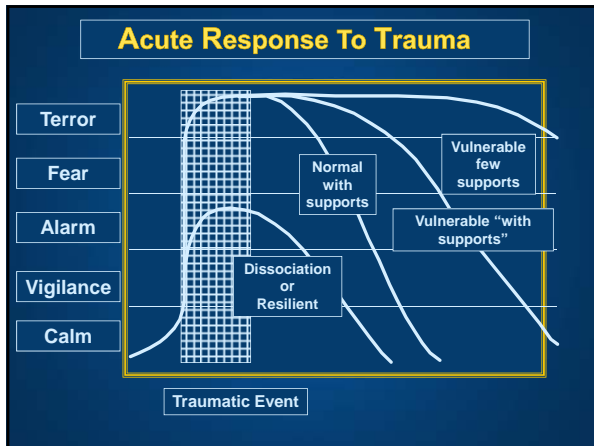 Acute Response To Trauma
Terror
Fear
Alarm
Vigilance
Calm
Normal
with
supports
Vulnerable
few
supports
Vulnerable “with
supports”
Dissociation
or
Resilient
Traumatic Event